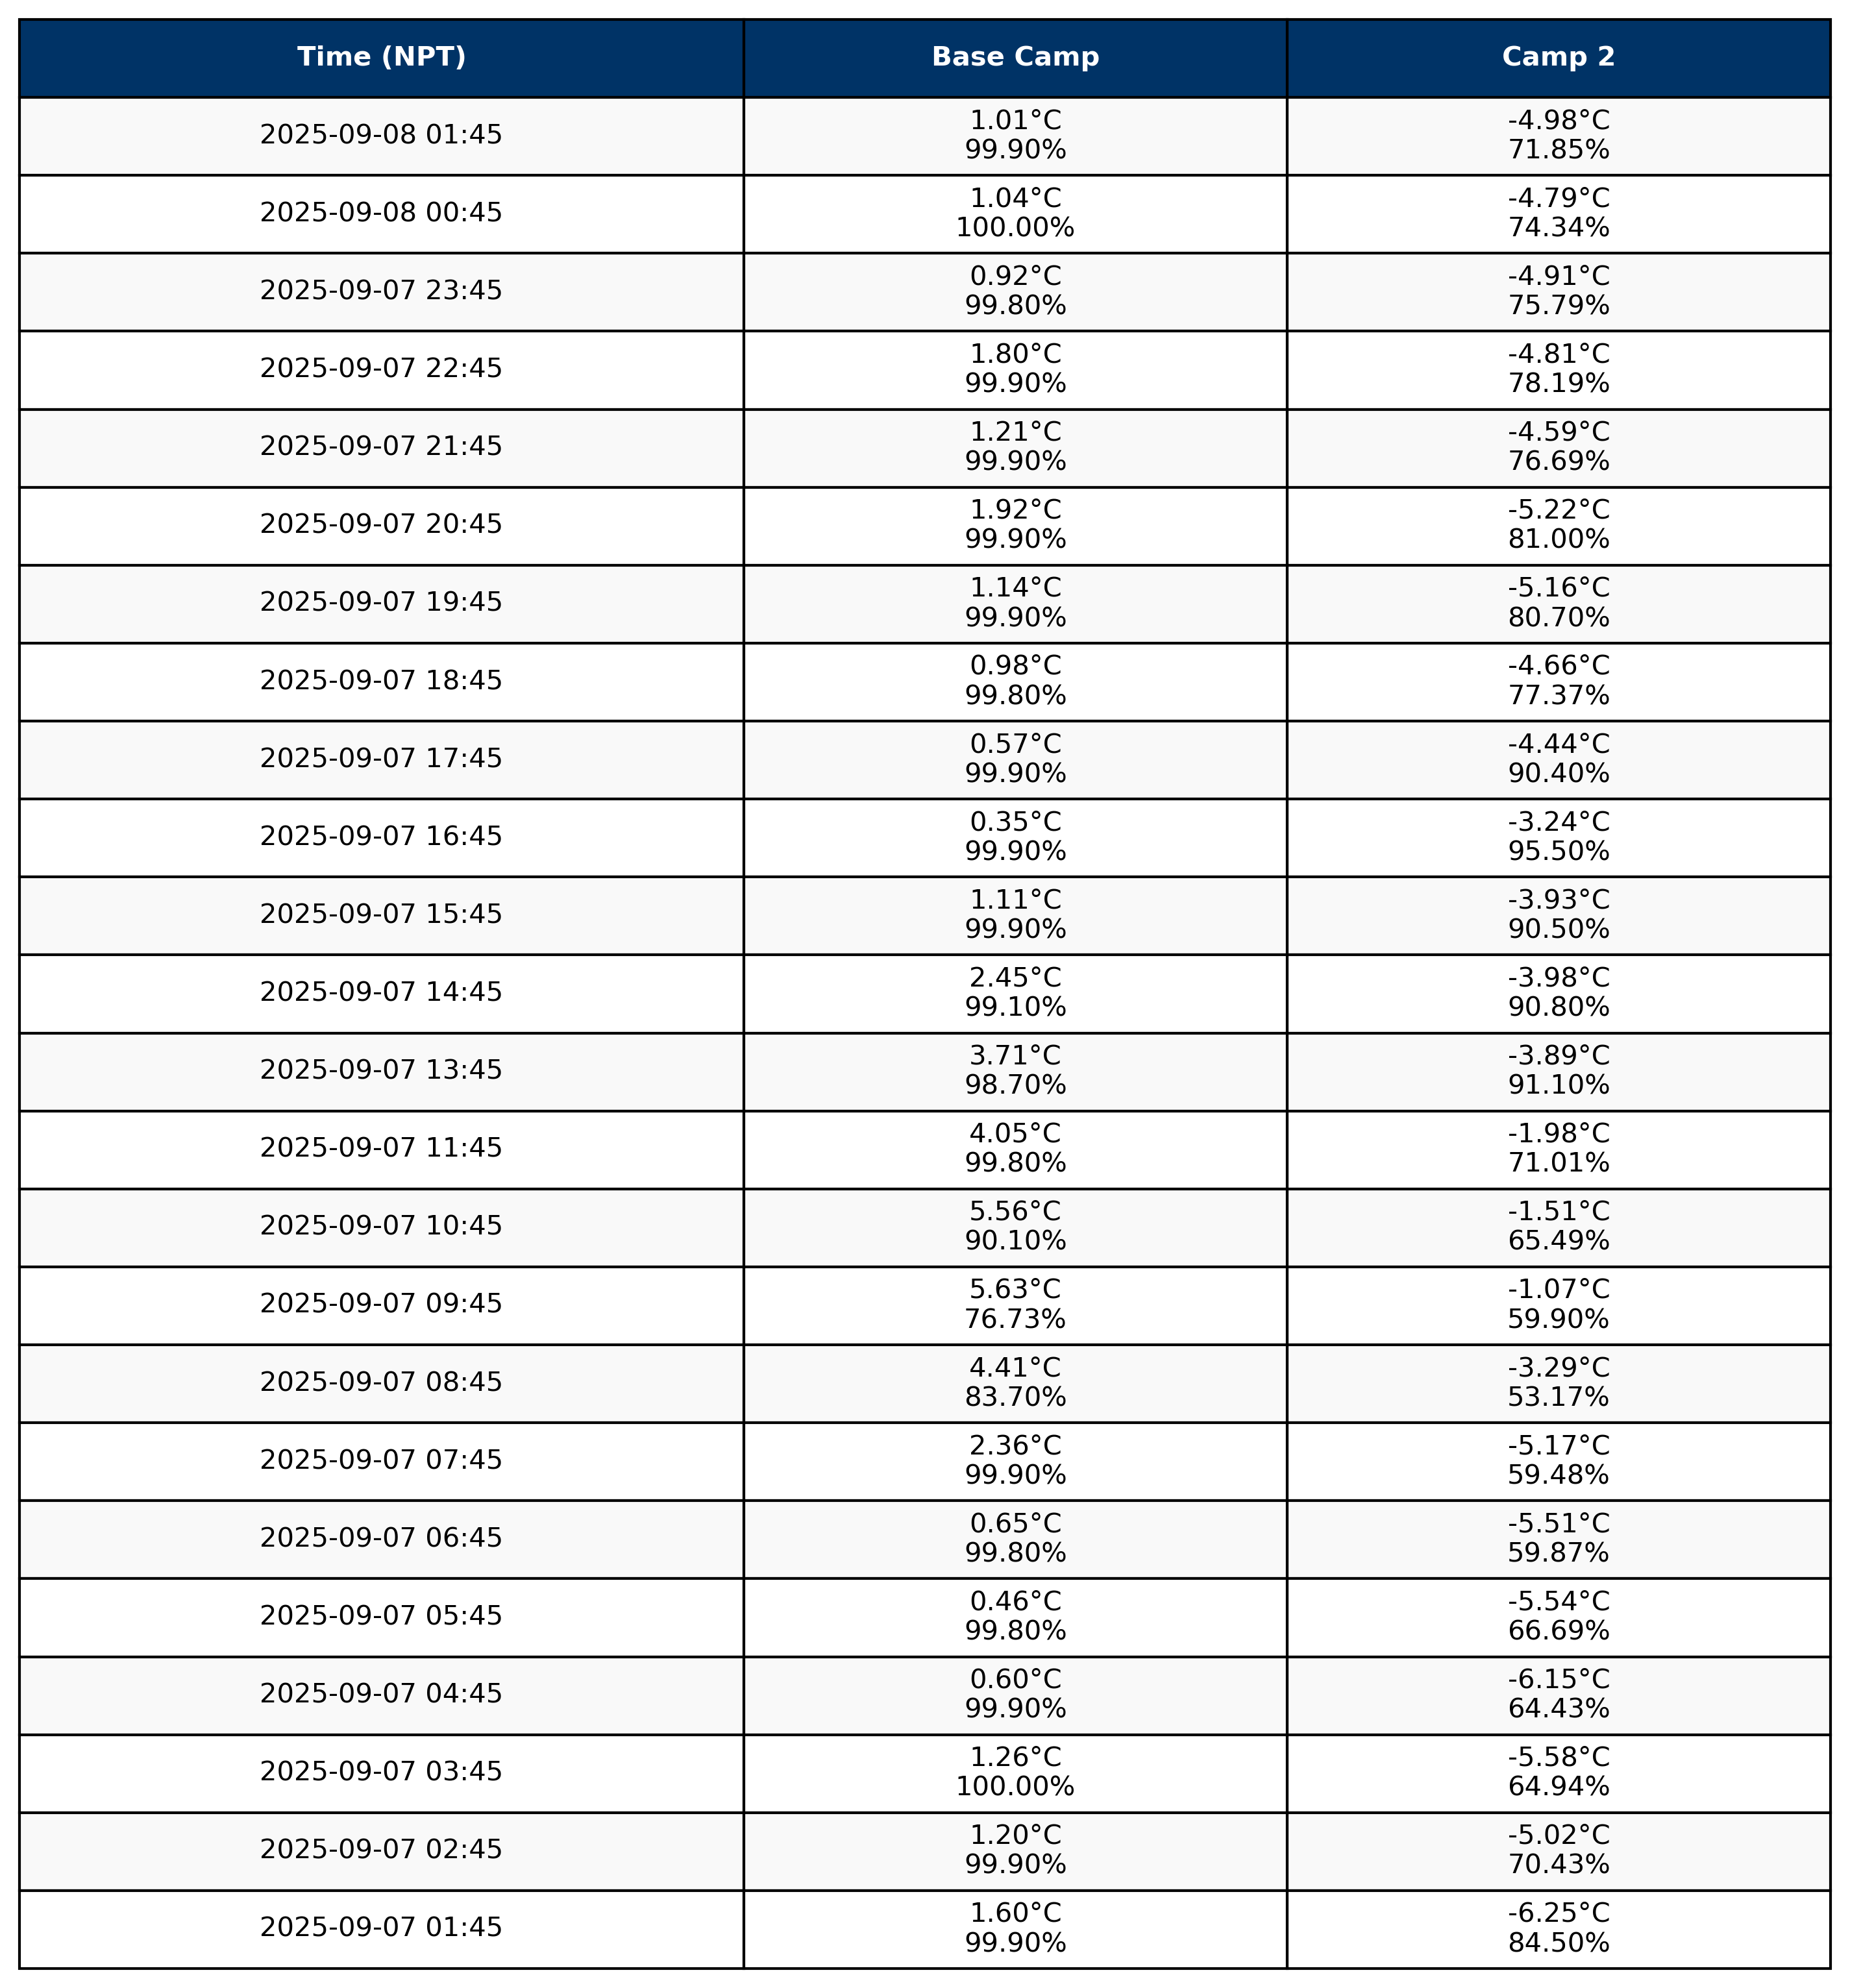 Time (NPT) Base Camp Camp 2
2025-09-08 01:45 1.01°C -4.98°C
99.90% 71.85%
2025-09-08 00:45 1.04°C -4.79°C
100.00% 74.34%
2025-09-07 23:45 0.92°C -4.91°C
99.80% 75.79%
2025-09-07 22:45 1.80°C -4.81°C
99.90% 78.19%
2025-09-07 21:45 1.21°C -4.59°C
99.90% 76.69%
2025-09-07 20:45 1.92°C -5.22°C
99.90% 81.00%
2025-09-07 19:45 1.14°C -5.16°C
99.90% 80.70%
2025-09-07 18:45 0.98°C -4.66°C
99.80% 77.37%
2025-09-07 17:45 0.57°C -4.44°C
99.90% 90.40%
2025-09-07 16:45 0.35°C -3.24°C
99.90% 95.50%
2025-09-07 15:45 1.11°C -3.93°C
99.90% 90.50%
2025-09-07 14:45 2.45°C -3.98°C
99.10% 90.80%
2025-09-07 13:45 3.71°C -3.89°C
98.70% 91.10%
2025-09-07 11:45 4.05°C -1.98°C
99.80% 71.01%
2025-09-07 10:45 5.56°C -1.51°C
90.10% 65.49%
2025-09-07 09:45 5.63°C -1.07°C
76.73% 59.90%
2025-09-07 08:45 4.41°C -3.29°C
83.70% 53.17%
2025-09-07 07:45 2.36°C -5.17°C
99.90% 59.48%
2025-09-07 06:45 0.65°C -5.51°C
99.80% 59.87%
2025-09-07 05:45 0.46°C -5.54°C
99.80% 66.69%
2025-09-07 04:45 0.60°C -6.15°C
99.90% 64.43%
2025-09-07 03:45 1.26°C -5.58°C
100.00% 64.94%
2025-09-07 02:45 1.20°C -5.02°C
99.90% 70.43%
2025-09-07 01:45 1.60°C -6.25°C
99.90% 84.50%